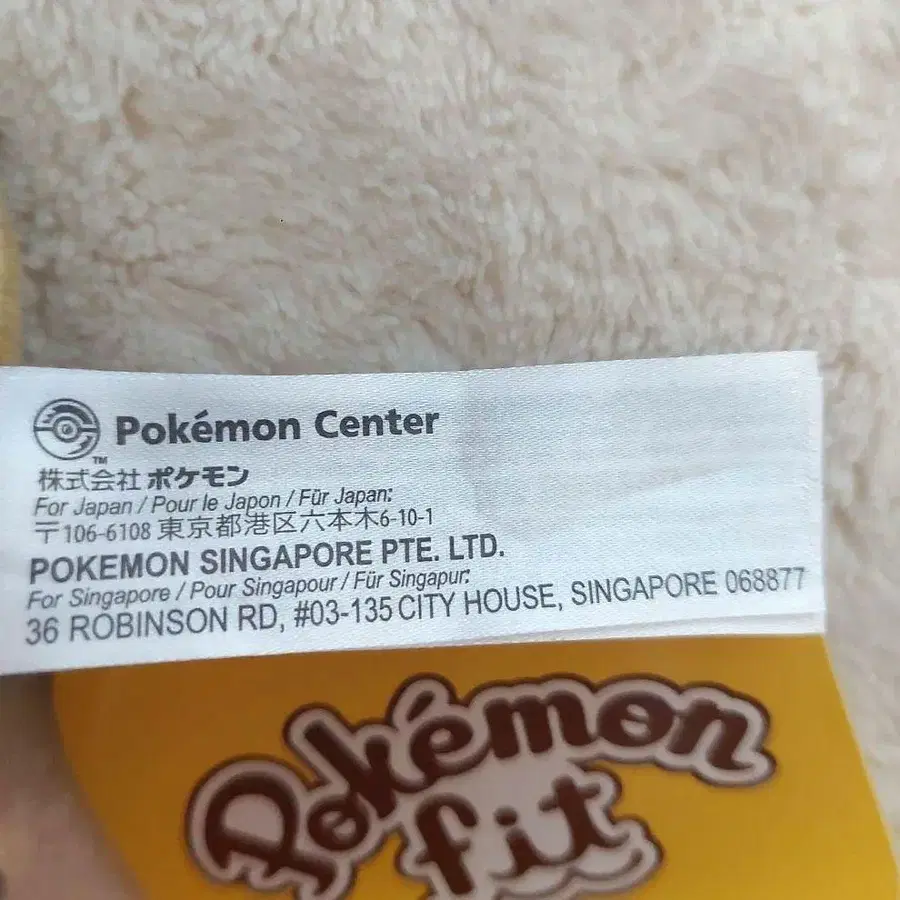 Pokémon Center
TM
株式会社 ポケモン
For Japan / Pour le Japon / Für Japan:
〒106-6108 東京都港区六本木6-10-1
POKEMON SINGAPORE PTE. LTD.
For Singapore / Pour Singapour / Für Singapur:
36 ROBINSON RD, #03-135 CITY HOUSE, SINGAPORE 068877
Pokémon
fit